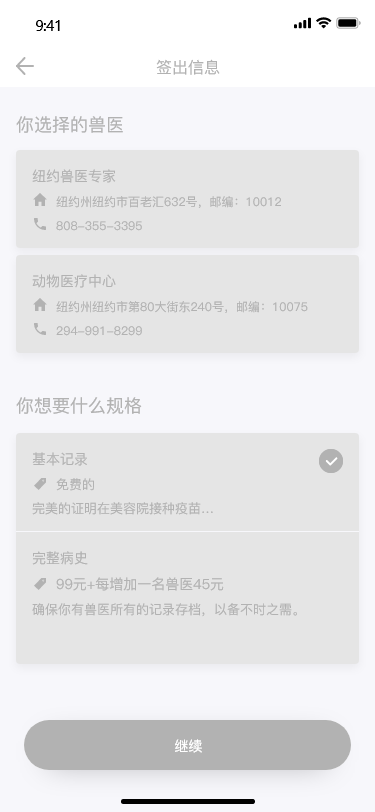 9:41
签出信息
你选择的兽医
纽约兽医专家
纽约州纽约市百老汇632号，邮编：10012
808-355-3395
动物医疗中心
纽约州纽约市第80大街东240号，邮编：10075
294-991-8299
你想要什么规格
基本记录
免费的
完美的证明在美容院接种疫苗...
完整病史
99元+每增加一名兽医45元
确保你有兽医所有的记录存档，以备不时之需。
继续